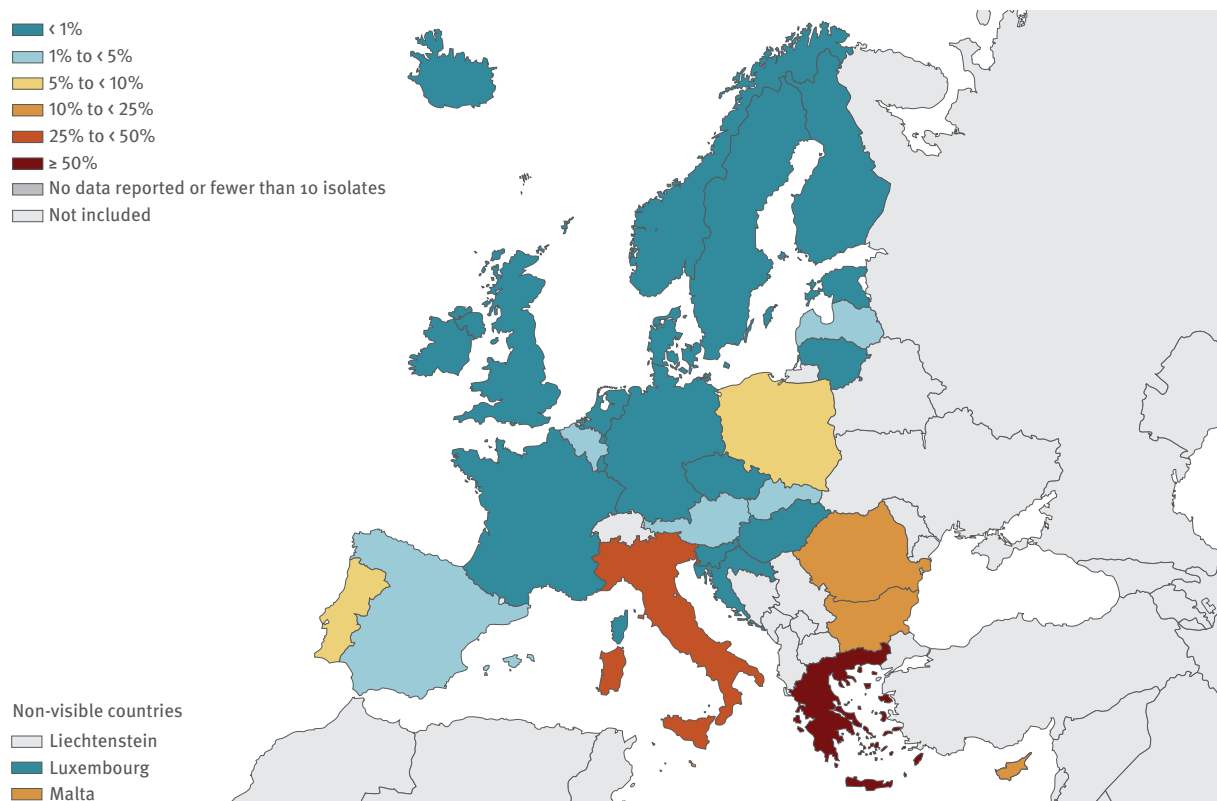 < 1%
1% to < 5%
5% to < 10%
10% to < 25%
25% to < 50%
≥ 50%
No data reported or fewer than 10 isolates
Not included
Non-visible countries
Liechtenstein
Luxembourg
Malta